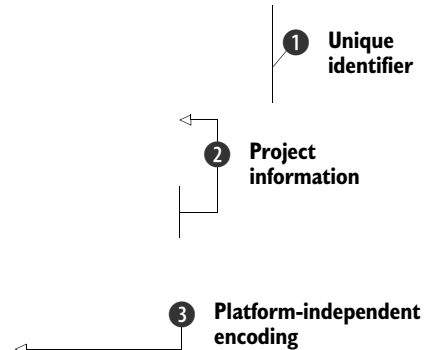 1 Unique
identifier
2 Project
information
3 Platform-independent
encoding